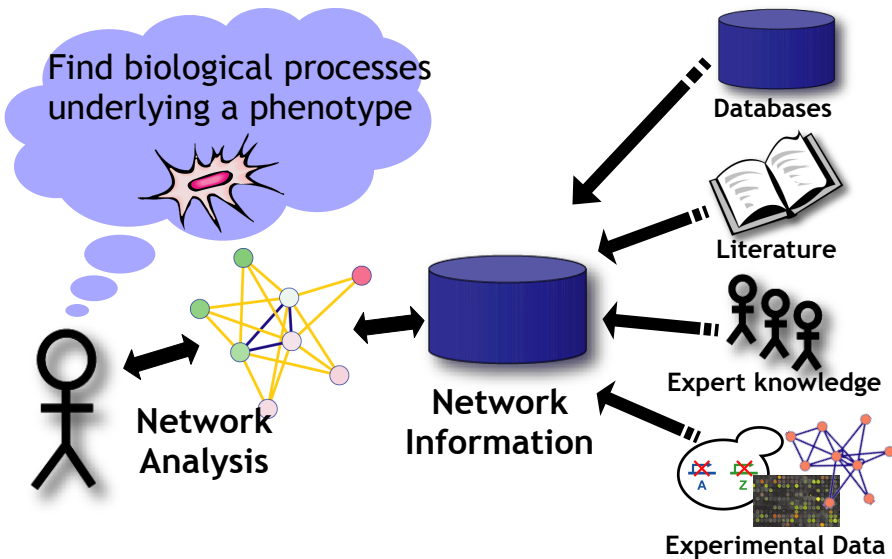 Find biological processes
underlying a phenotype
Databases
Literature
Expert knowledge
Network
Analysis
Network
Information
A
Z
Experimental Data